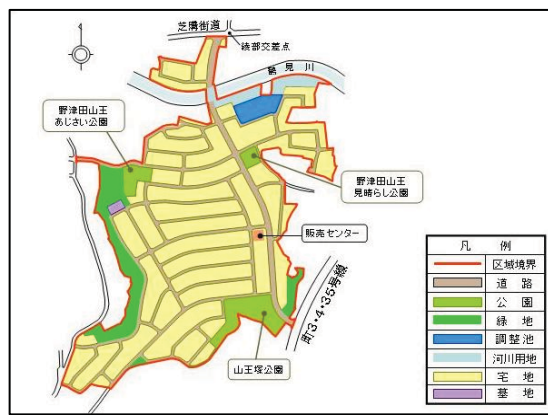 芝溝街道
綾部交差点
鶴見川
野津田山王
あじさい公園
野津田山王
見晴らし公園
販売センター
町3・4・35号線
山王塚公園
凡 例
区域境界
道 路
公 園
緑 地
調整池
河川用地
宅 地
墓 地